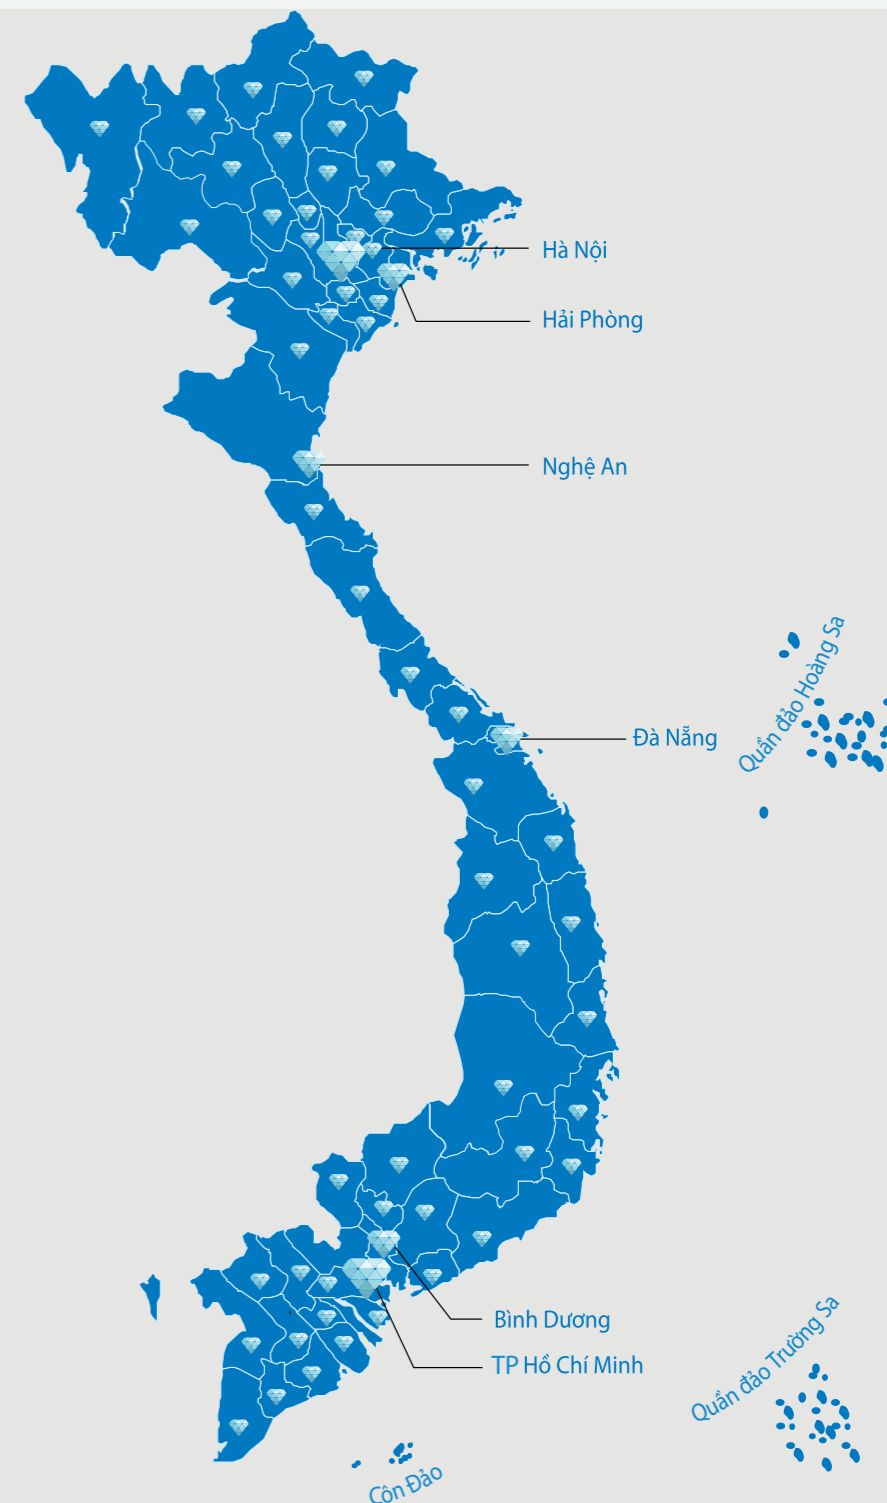 Hà Nội
Hải Phòng
Nghệ An
Quần đảo Hoàng Sa
Đà Nẵng
Bình Dương
TP Hồ Chí Minh
Quần đảo Trường Sa
Côn Đảo